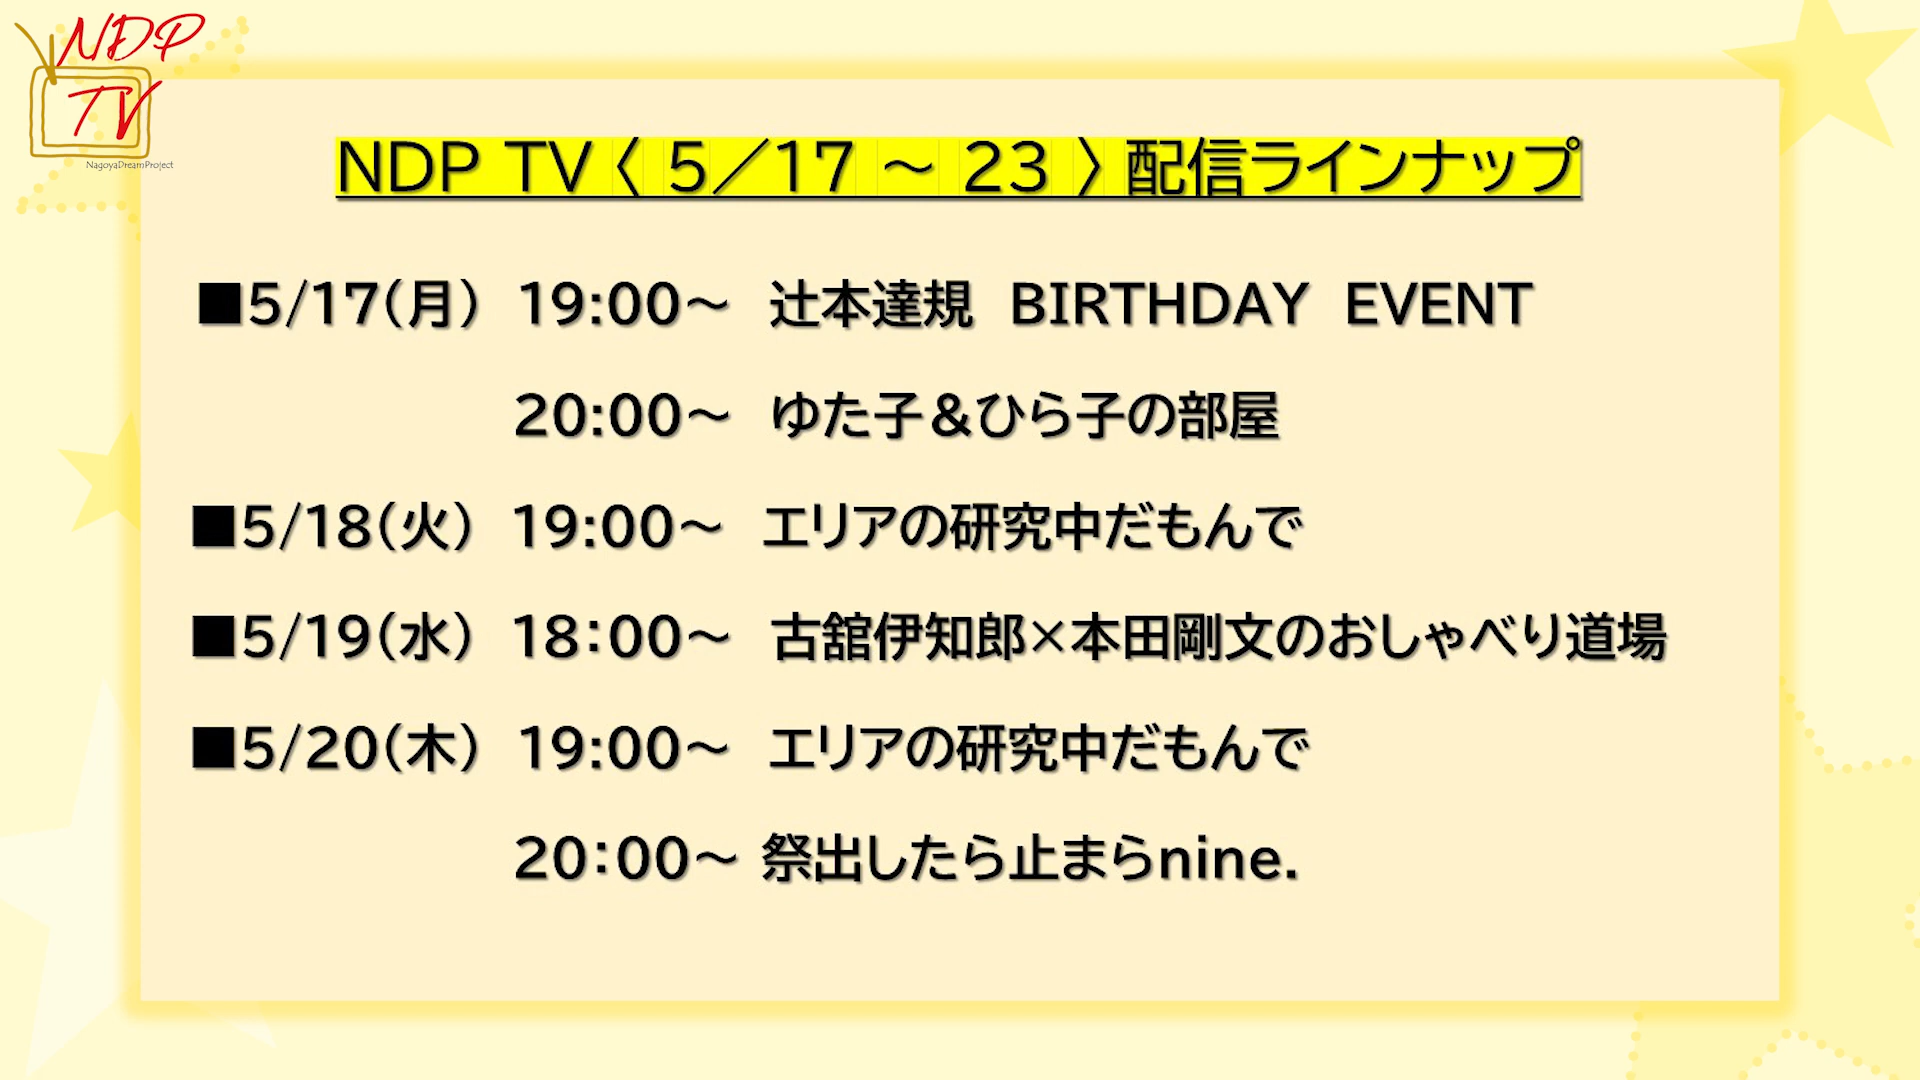 NDP
TV
NagoyaDreamProject
NDP TV〈 5／17 ～ 23 〉配信ラインナップ
■5/17（月） 19:00～ 辻本達規 BIRTHDAY EVENT
20:00～ ゆた子＆ひら子の部屋
■5/18（火） 19:00～ エリアの研究中だもんで
■5/19（水） 18：00～ 古舘伊知郎×本田剛文のおしゃべり道場
■5/20（木） 19:00～ エリアの研究中だもんで
20：00～ 祭出したら止まらnine.